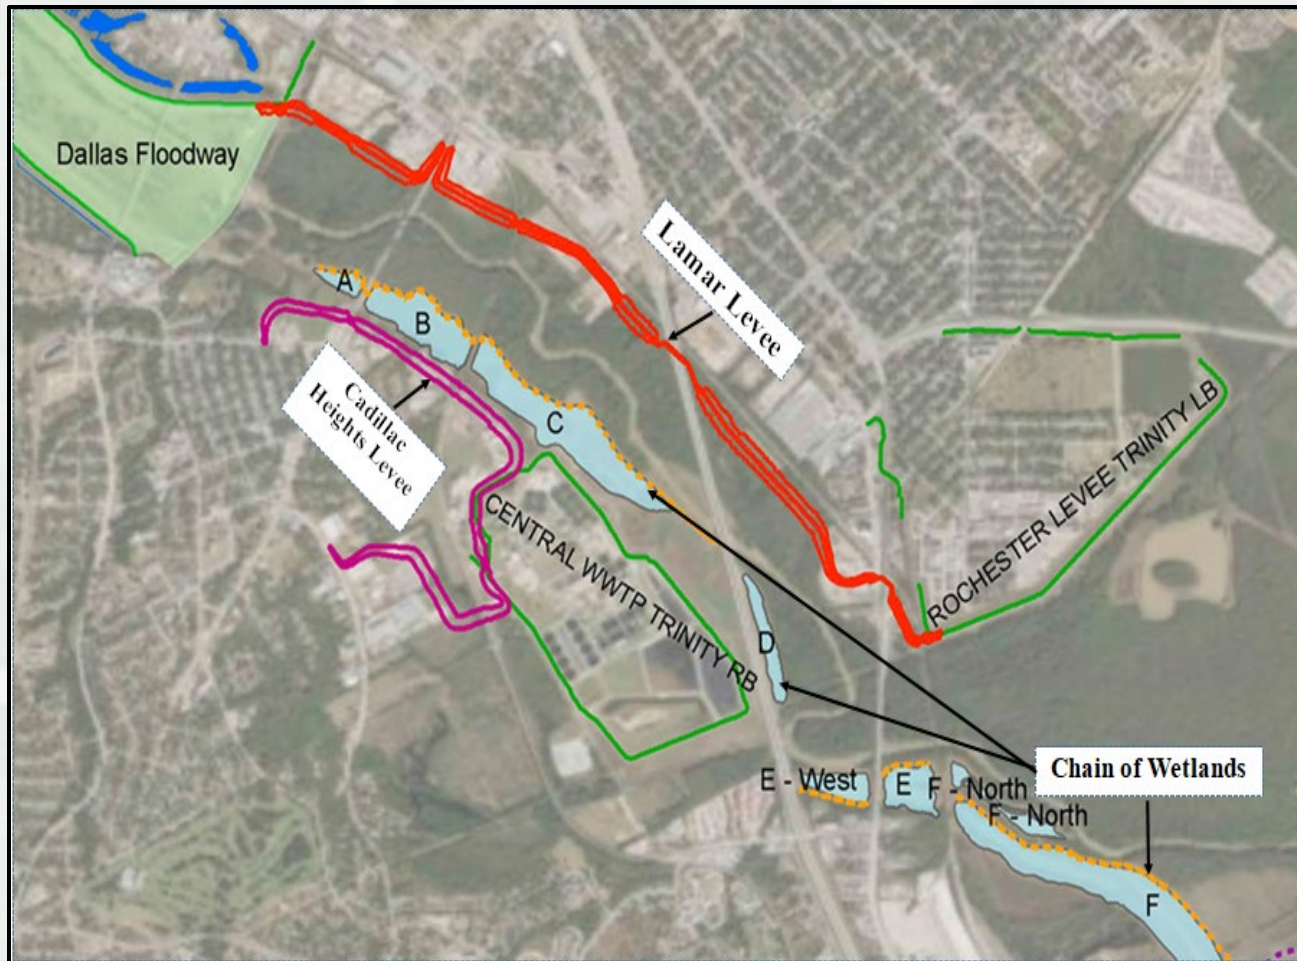 Dallas Floodway
Lamar Levee
A
B
Cadillac
Heights Levee
C
ROCHESTER LEVEE TRINITY LB
CENTRAL WWTP TRINITY RB
D
Chain of Wetlands
E - West
E
F - North
F - North
F